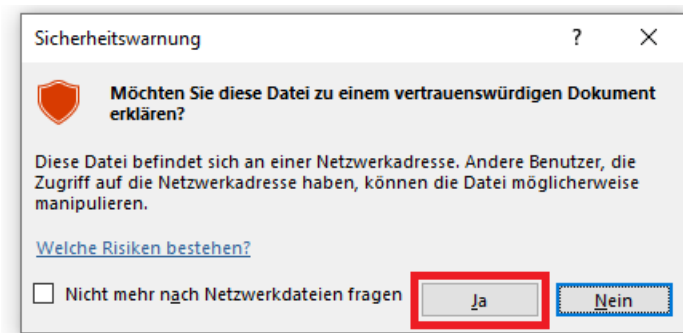 Sicherheitswarnung
?
Möchten Sie diese Datei zu einem vertrauenswürdigen Dokument
erklären?
Diese Datei befindet sich an einer Netzwerkadresse. Andere Benutzer, die
Zugriff auf die Netzwerkadresse haben, können die Datei möglicherweise
manipulieren.
Welche Risiken bestehen?
Nicht mehr nach Netzwerkdateien fragen
Ja
Nein